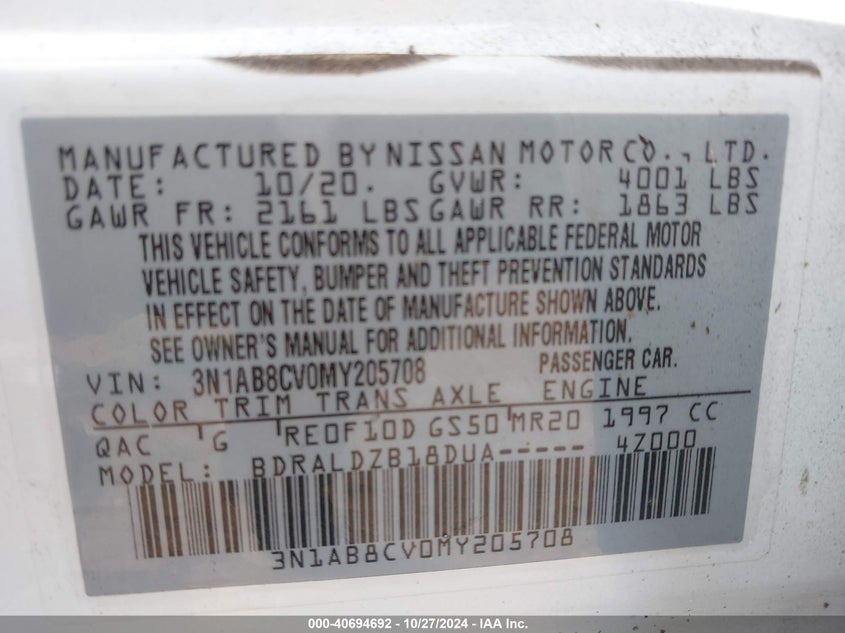 MANUFACTURED BY NISSAN MOTOR CO., LTD.
DATE: 10/20. GVWR: 4001 LBS
GAWR FR: 2161 LBS GAWR RR: 1863 LBS
THIS VEHICLE CONFORMS TO ALL APPLICABLE FEDERAL MOTOR
VEHICLE SAFETY, BUMPER AND THEFT PREVENTION STANDARDS
IN EFFECT ON THE DATE OF MANUFACTURE SHOWN ABOVE.
SEE OWNER'S MANUAL FOR ADDITIONAL INFORMATION.
VIN: 3N1AB8CV0MY205708 PASSENGER CAR.
COLOR TRIM TRANS AXLE ENGINE
QAC G RE0F10D GS50 MR20 1997 CC
MODEL: BDRALDZB18DUA----- 4Z000
3N1AB8CV0MY205708
000-40694692 - 10/27/2024 - IAA Inc.